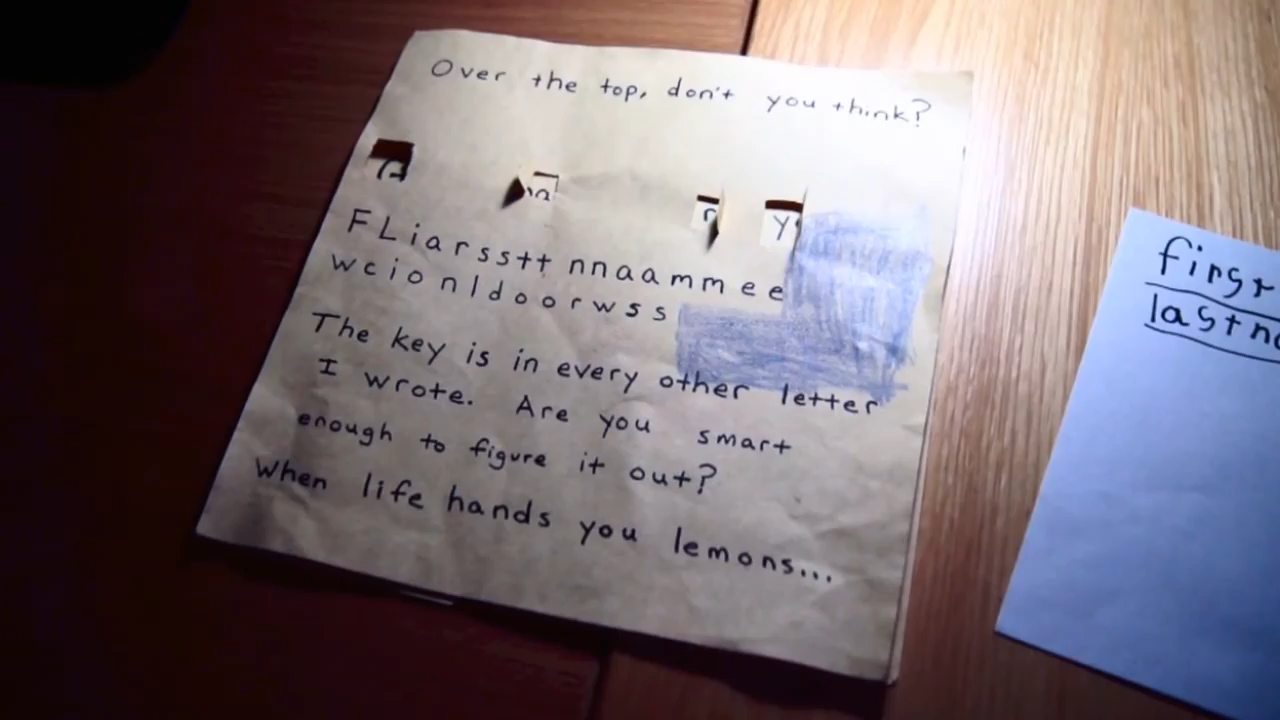 Over the top, don't you think?
n r y
FLiarsstt nnaammee
wcionldoorwss
The key is in every other letter
I wrote. Are you smart
enough to figure it out?
When life hands you lemons...
first
last